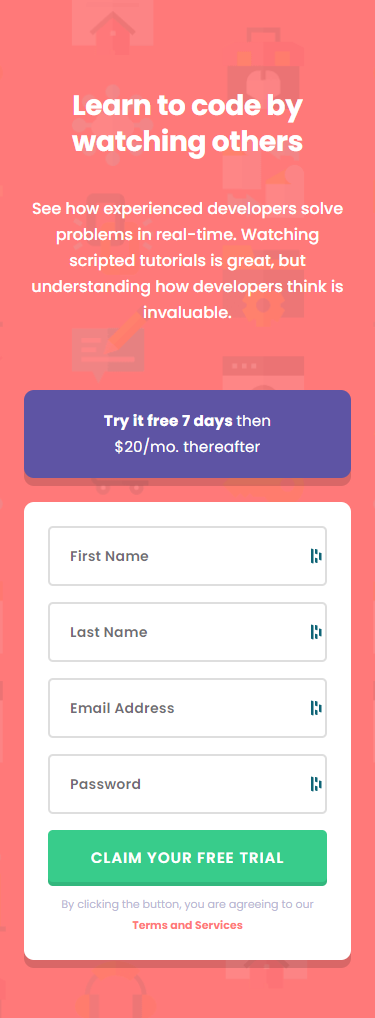 Learn to code by
watching others
See how experienced developers solve
problems in real-time. Watching
scripted tutorials is great, but
understanding how developers think is
invaluable.
Try it free 7 days then
$20/mo. thereafter
First Name
Last Name
Email Address
Password
CLAIM YOUR FREE TRIAL
By clicking the button, you are agreeing to our
Terms and Services